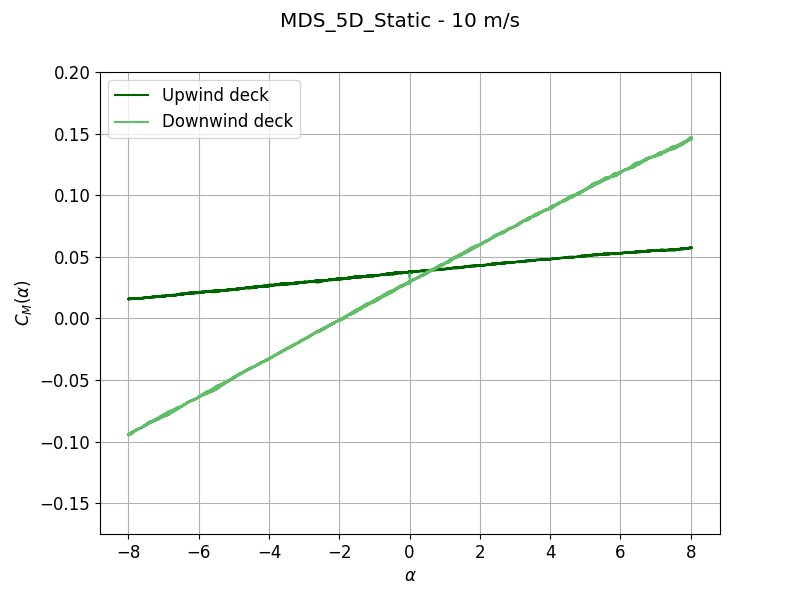 MDS_5D_Static - 10 m/s
Upwind deck
Downwind deck
0.20
0.15
0.10
0.05
0.00
−0.05
−0.10
−0.15
C_M(α)
−8 −6 −4 −2 0 2 4 6 8
α